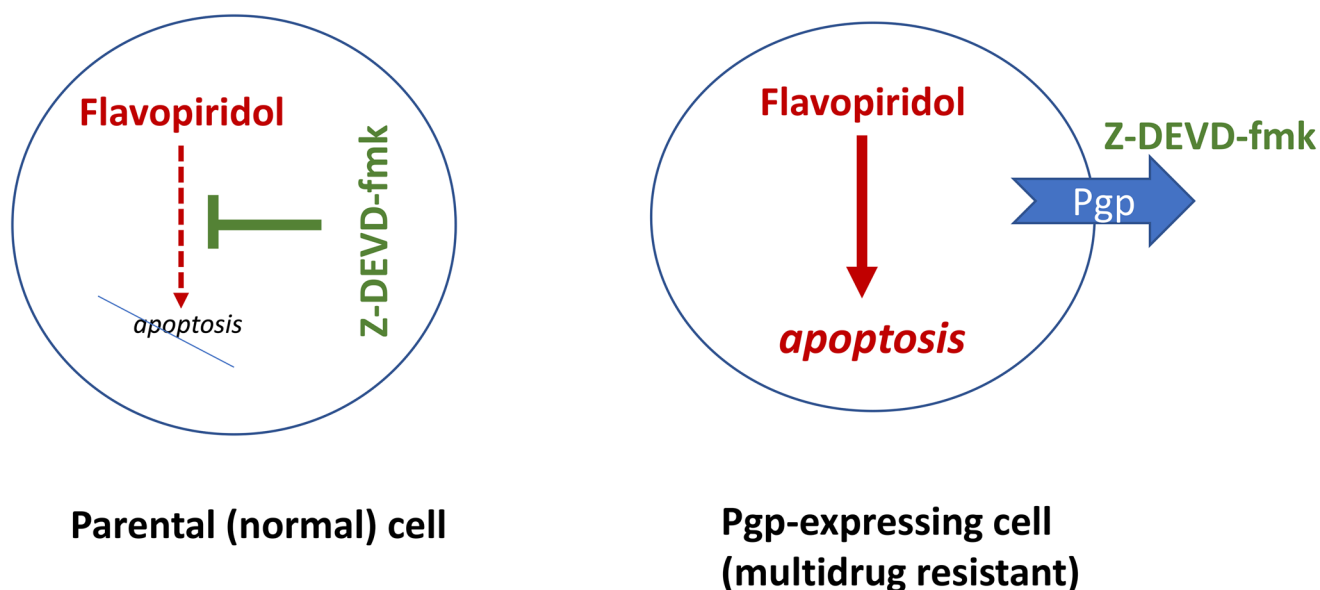 Flavopiridol
Z-DEVD-fmk
apoptosis
Parental (normal) cell
Flavopiridol
Z-DEVD-fmk
Pgp
apoptosis
Pgp-expressing cell
(multidrug resistant)